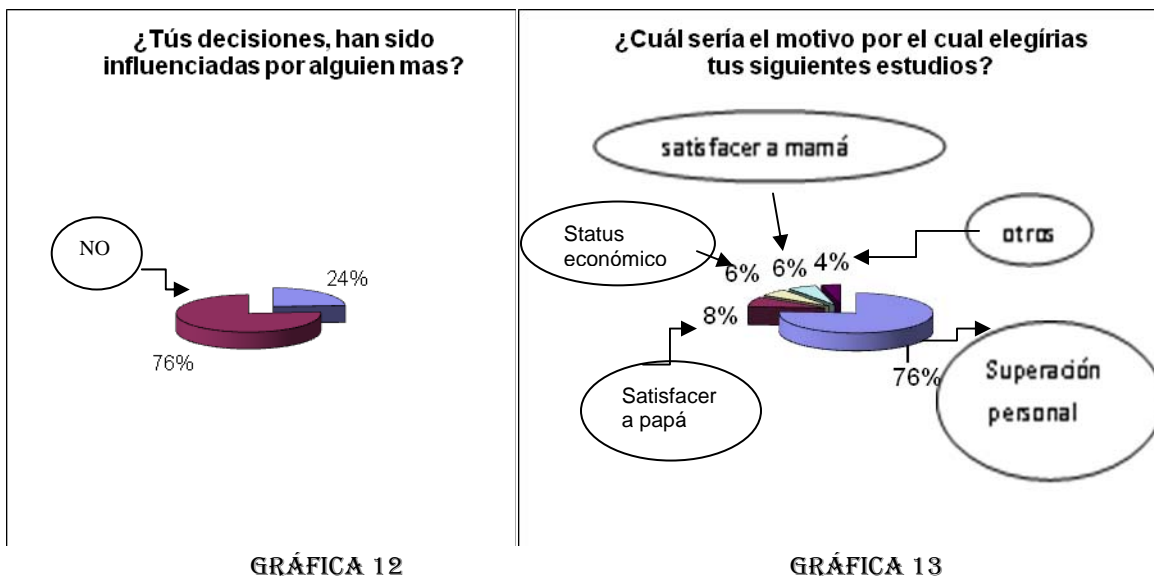 ¿Tús decisiones, han sido
influenciadas por alguien mas?
NO
24%
76%
GRÁFICA 12
¿Cuál sería el motivo por el cual elegírias
tus siguientes estudios?
satisfacer a mamá
Status
económico
otros
6%
6%
4%
8%
76%
Satisfacer
a papá
Superación
personal
GRÁFICA 13